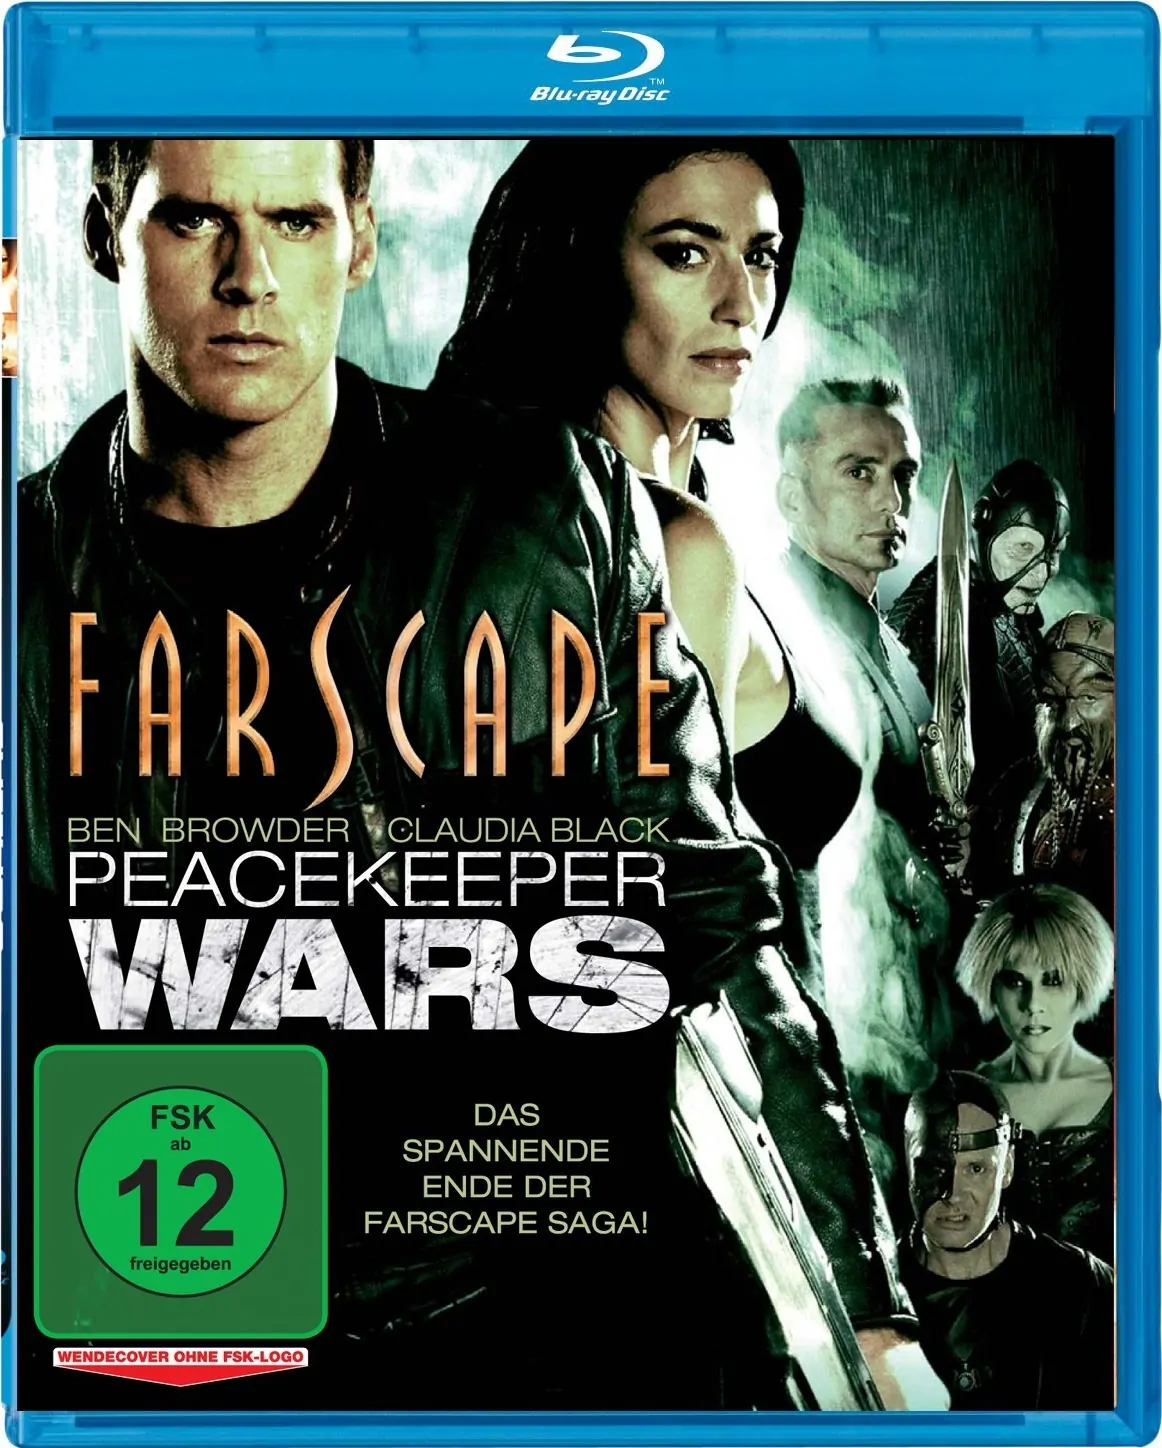 Blu-ray Disc™
FARSCAPE
BEN BROWDER CLAUDIA BLACK
PEACEKEEPER
WARS
FSK
ab
12
freigegeben
DAS
SPANNENDE
ENDE DER
FARSCAPE SAGA!
WENDECOVER OHNE FSK-LOGO